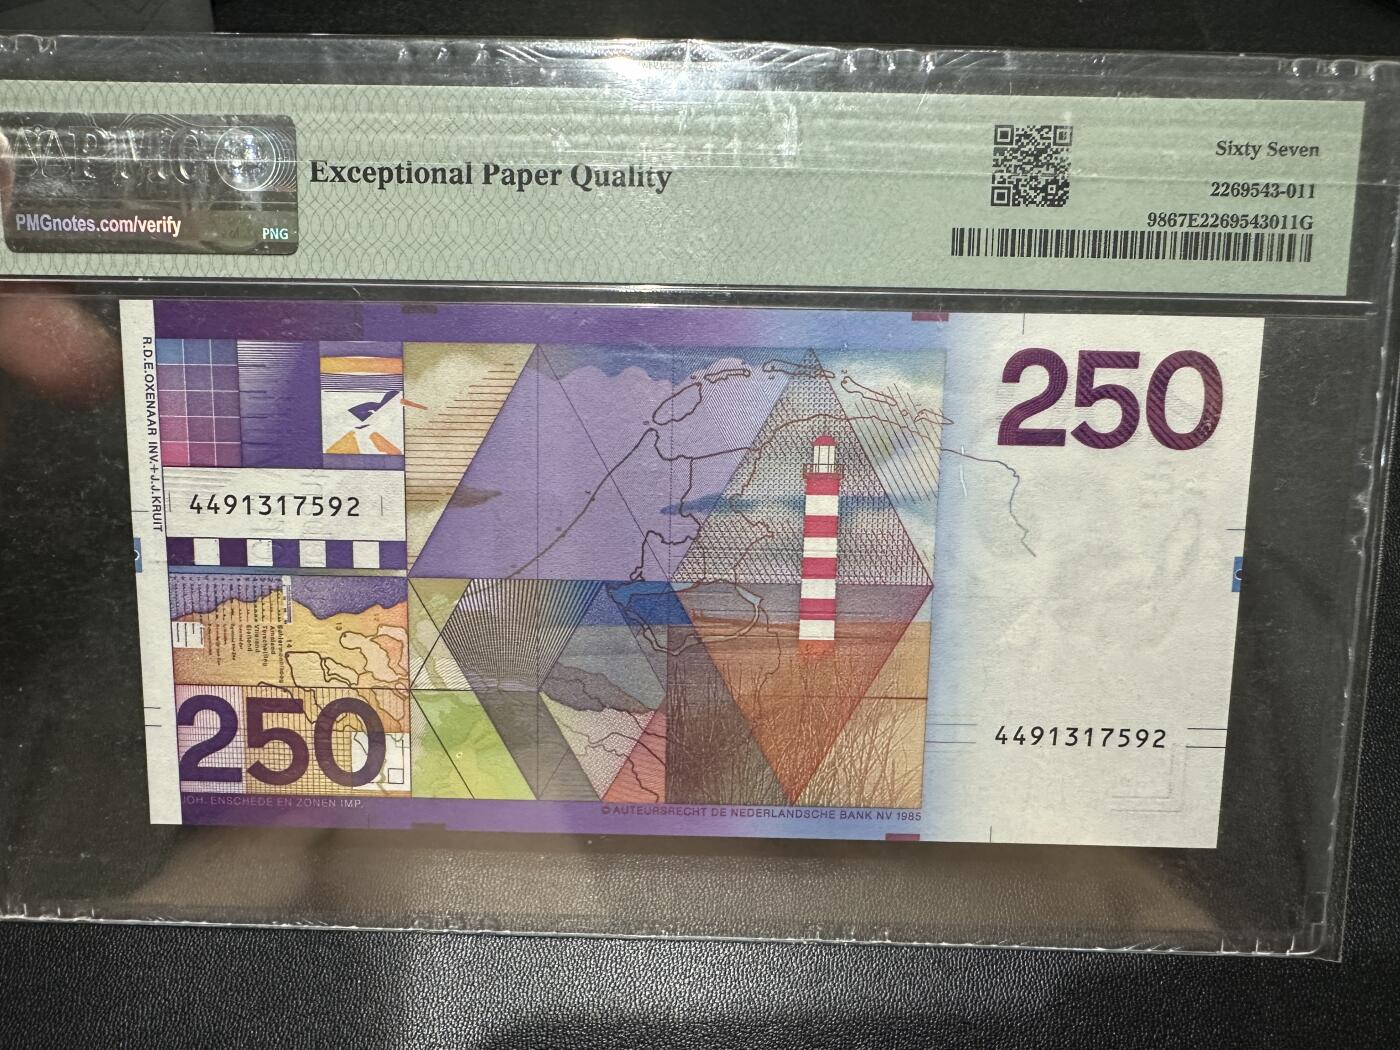 PMG
PMGnotes.com/verify
PNG
Exceptional Paper Quality
Sixty Seven
2269543-011
9867E2269543011G
R.D.E.OXENAAR INV.+J.J.KRUIT
250
4491317592
250
JOH. ENSCHEDE EN ZONEN IMP.
4491317592
© AUTEURSRECHT DE NEDERLANDSCHE BANK NV 1985